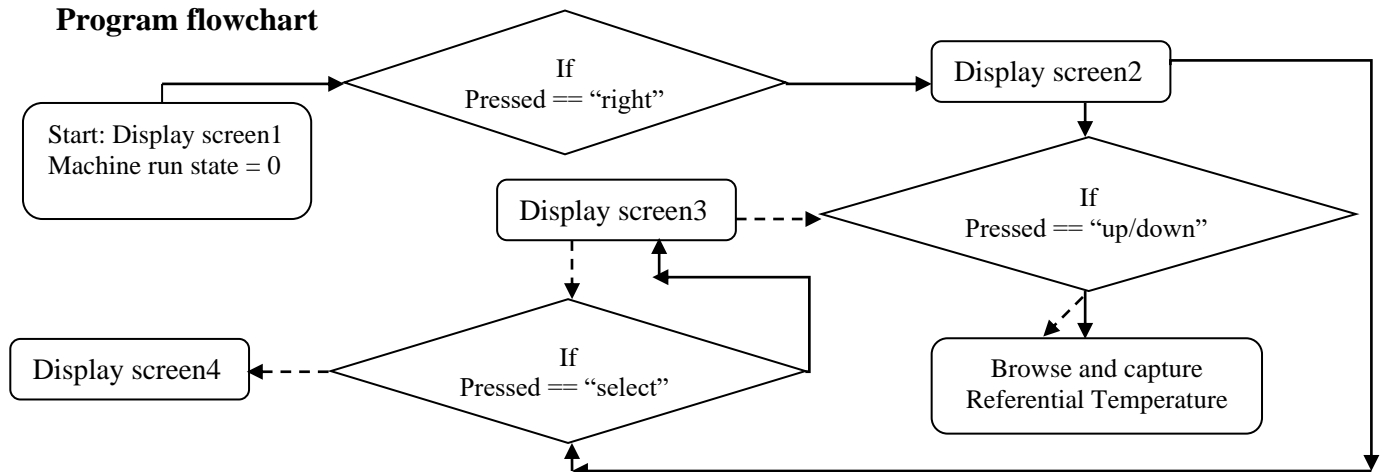 Program flowchart
If
Pressed == “right”
Display screen2
Start: Display screen1
Machine run state = 0
Display screen3
If
Pressed == “up/down”
Display screen4
If
Pressed == “select”
Browse and capture
Referential Temperature